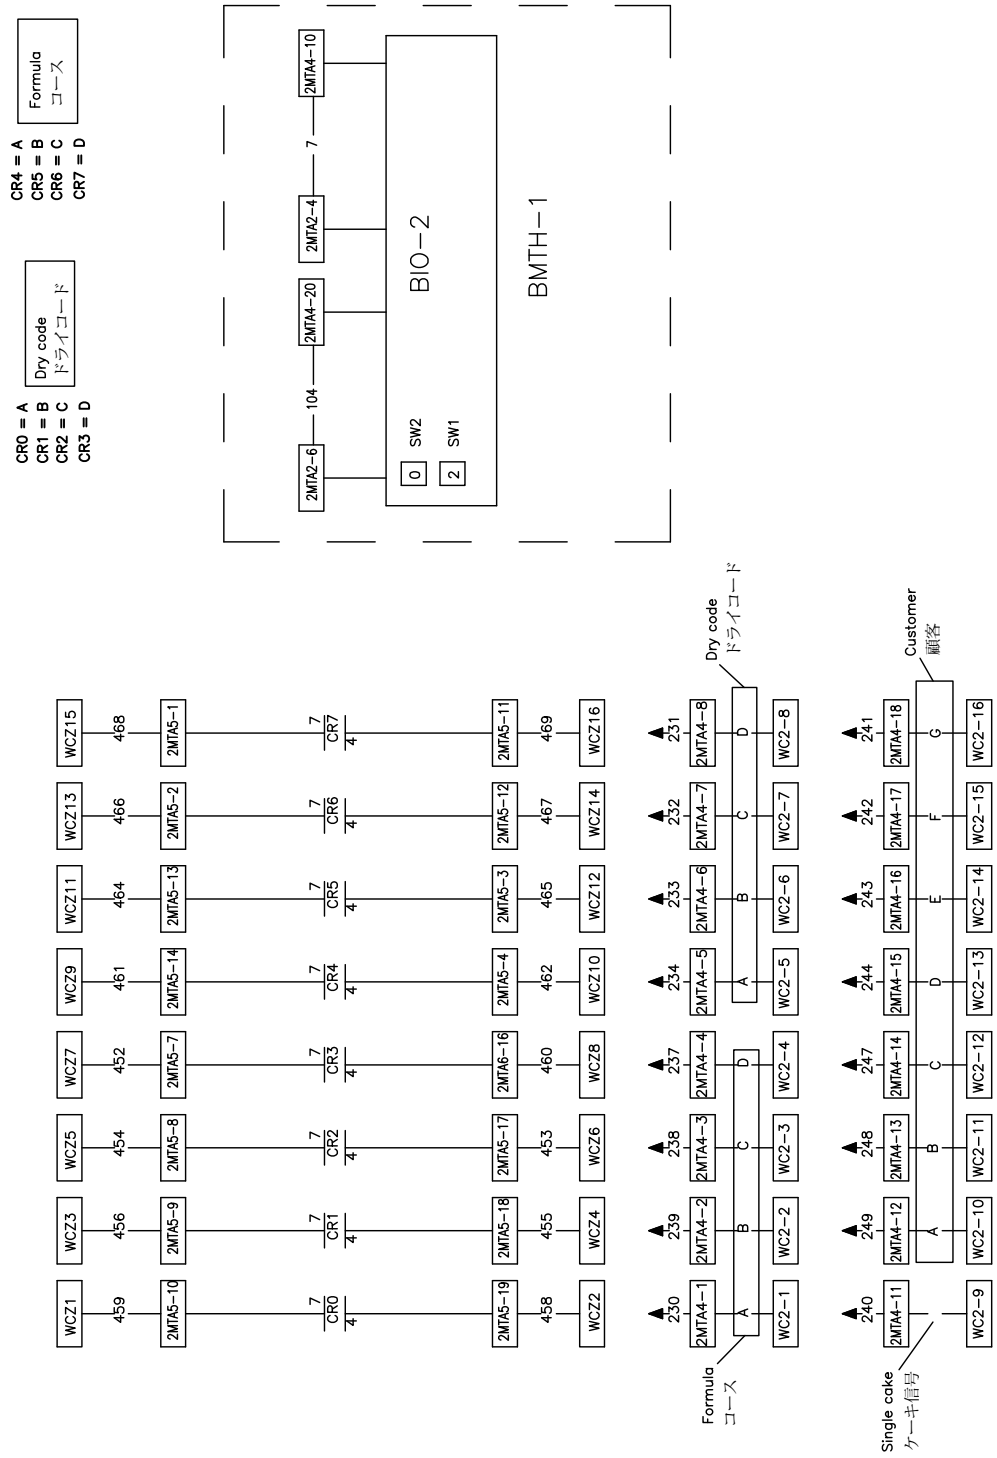 CR0 = A
CR1 = B
CR2 = C
CR3 = D
Dry code
ドライコード
CR4 = A
CR5 = B
CR6 = C
CR7 = D
Formula
コース
2MTA2-6
104
2MTA4-20
2MTA2-4
7
2MTA4-10
BIO-2
0 SW2
2 SW1
BMTH-1
WCZ1 WCZ3 WCZ5 WCZ7 WCZ9 WCZ11 WCZ13 WCZ15
459 456 454 452 461 464 466 468
2MTA5-10 2MTA5-9 2MTA5-8 2MTA5-7 2MTA5-14 2MTA5-13 2MTA5-2 2MTA5-1
7 7 7 7 7 7 7 7
CR0 CR1 CR2 CR3 CR4 CR5 CR6 CR7
4 4 4 4 4 4 4 4
2MTA5-19 2MTA5-18 2MTA5-17 2MTA6-16 2MTA5-4 2MTA5-3 2MTA5-12 2MTA5-11
458 455 453 460 462 465 467 469
WCZ2 WCZ4 WCZ6 WCZ8 WCZ10 WCZ12 WCZ14 WCZ16
230 239 238 237 234 233 232 231
2MTA4-1 2MTA4-2 2MTA4-3 2MTA4-4 2MTA4-5 2MTA4-6 2MTA4-7 2MTA4-8
Formula
コース
A B C D A B C D
Dry code
ドライコード
WC2-1 WC2-2 WC2-3 WC2-4 WC2-5 WC2-6 WC2-7 WC2-8
240 249 248 247 244 243 242 241
2MTA4-11 2MTA4-12 2MTA4-13 2MTA4-14 2MTA4-15 2MTA4-16 2MTA4-17 2MTA4-18
Single cake
ケーキ信号
A B C D E F G
Customer
顧客
WC2-9 WC2-10 WC2-11 WC2-12 WC2-13 WC2-14 WC2-15 WC2-16